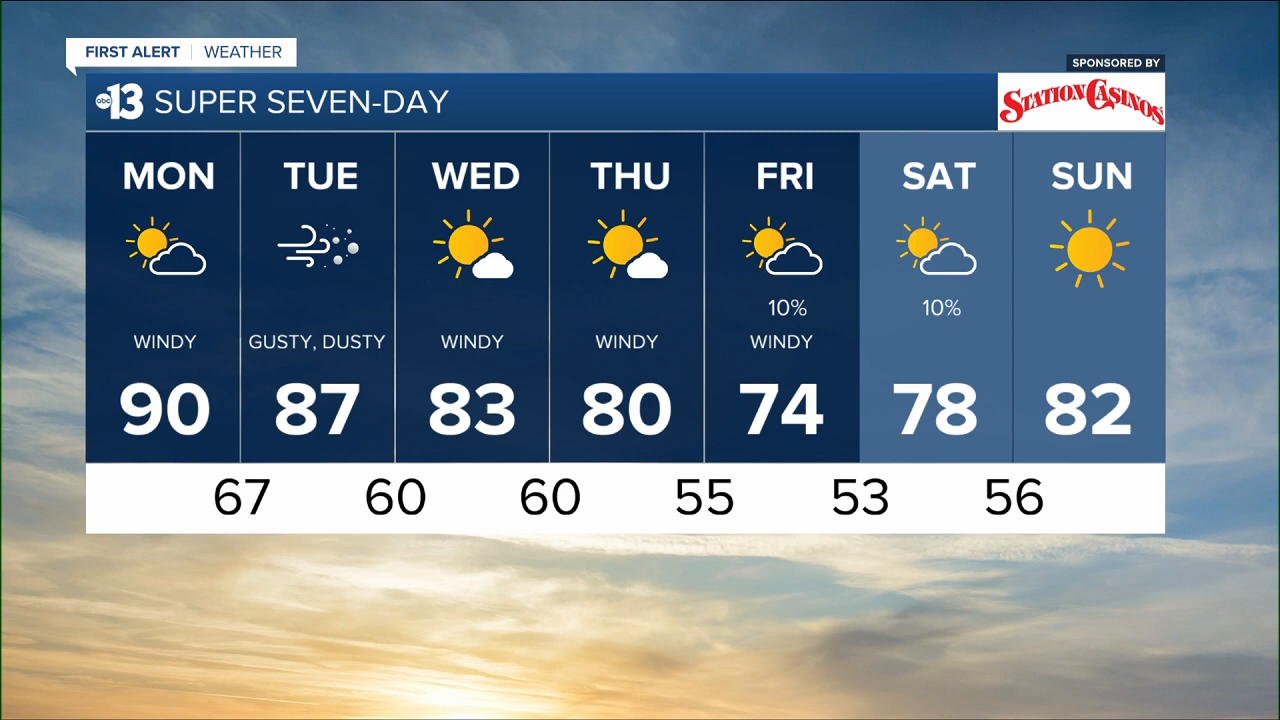 FIRST ALERT WEATHER
SPONSORED BY
abc 13 SUPER SEVEN-DAY
STATION CASINOS
MON TUE WED THU FRI SAT SUN
10% 10%
WINDY GUSTY, DUSTY WINDY WINDY WINDY
90 87 83 80 74 78 82
67 60 60 55 53 56